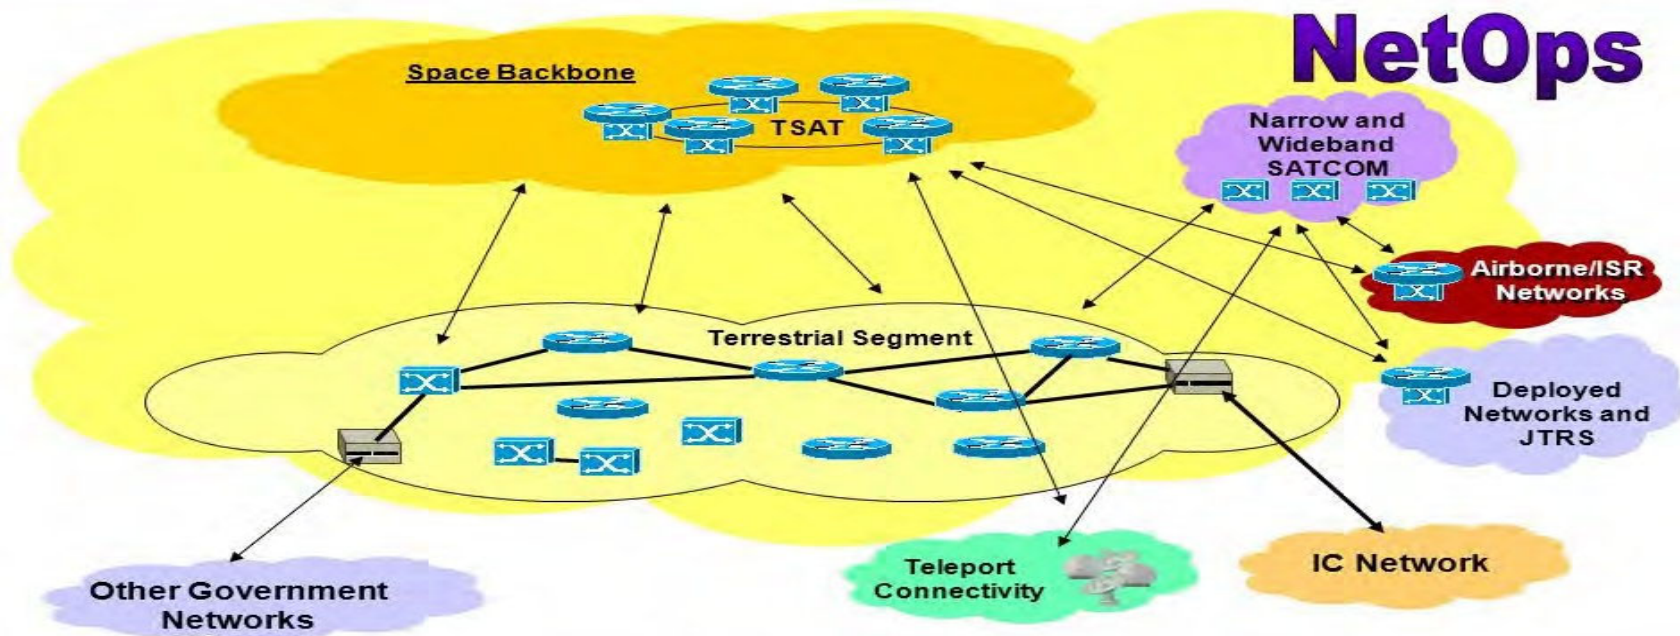 NetOps
Space Backbone
TSAT
Narrow and
Wideband
SATCOM
Airborne/ISR
Networks
Terrestrial Segment
Deployed
Networks and
JTRS
Teleport
Connectivity
IC Network
Other Government
Networks